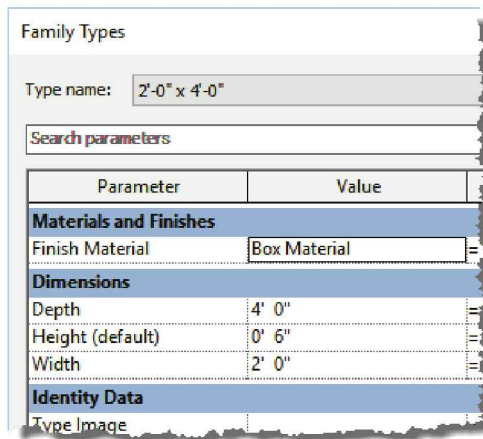 Family Types
Type name: 2'-0" x 4'-0"
Search parameters
Parameter Value
Materials and Finishes
Finish Material Box Material =
Dimensions
Depth 4' 0" =
Height (default) 0' 6" =
Width 2' 0" =
Identity Data
Type Image